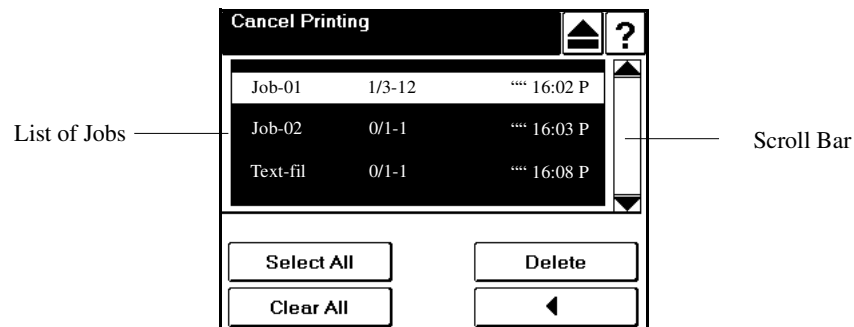 Cancel Printing ?
Job-01 1/3-12 "" 16:02 P
List of Jobs Job-02 0/1-1 "" 16:03 P Scroll Bar
Text-fil 0/1-1 "" 16:08 P
Select All Delete
Clear All